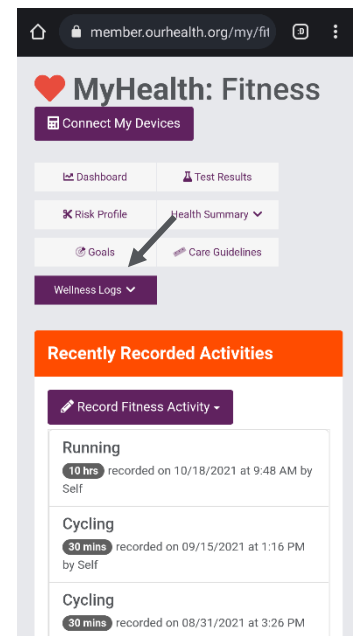 member.ourhealth.org/my/fit
:D
MyHealth: Fitness
Connect My Devices
Dashboard
Test Results
Risk Profile
Health Summary
Goals
Care Guidelines
Wellness Logs
Recently Recorded Activities
Record Fitness Activity
Running
10 hrs recorded on 10/18/2021 at 9:48 AM by
Self
Cycling
30 mins recorded on 09/15/2021 at 1:16 PM
by Self
Cycling
30 mins recorded on 08/31/2021 at 3:26 PM